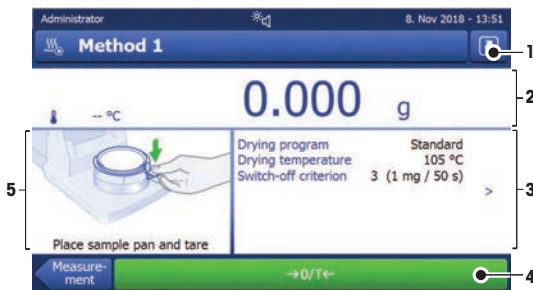 Administrator 8. Nov 2018 - 13:51
Method 1
1
-- °C 0.000 g
2
Drying program Standard
Drying temperature 105 °C
Switch-off criterion 3 (1 mg / 50 s)
>
3
5
Place sample pan and tare
Measure-
ment
→0/T←
4